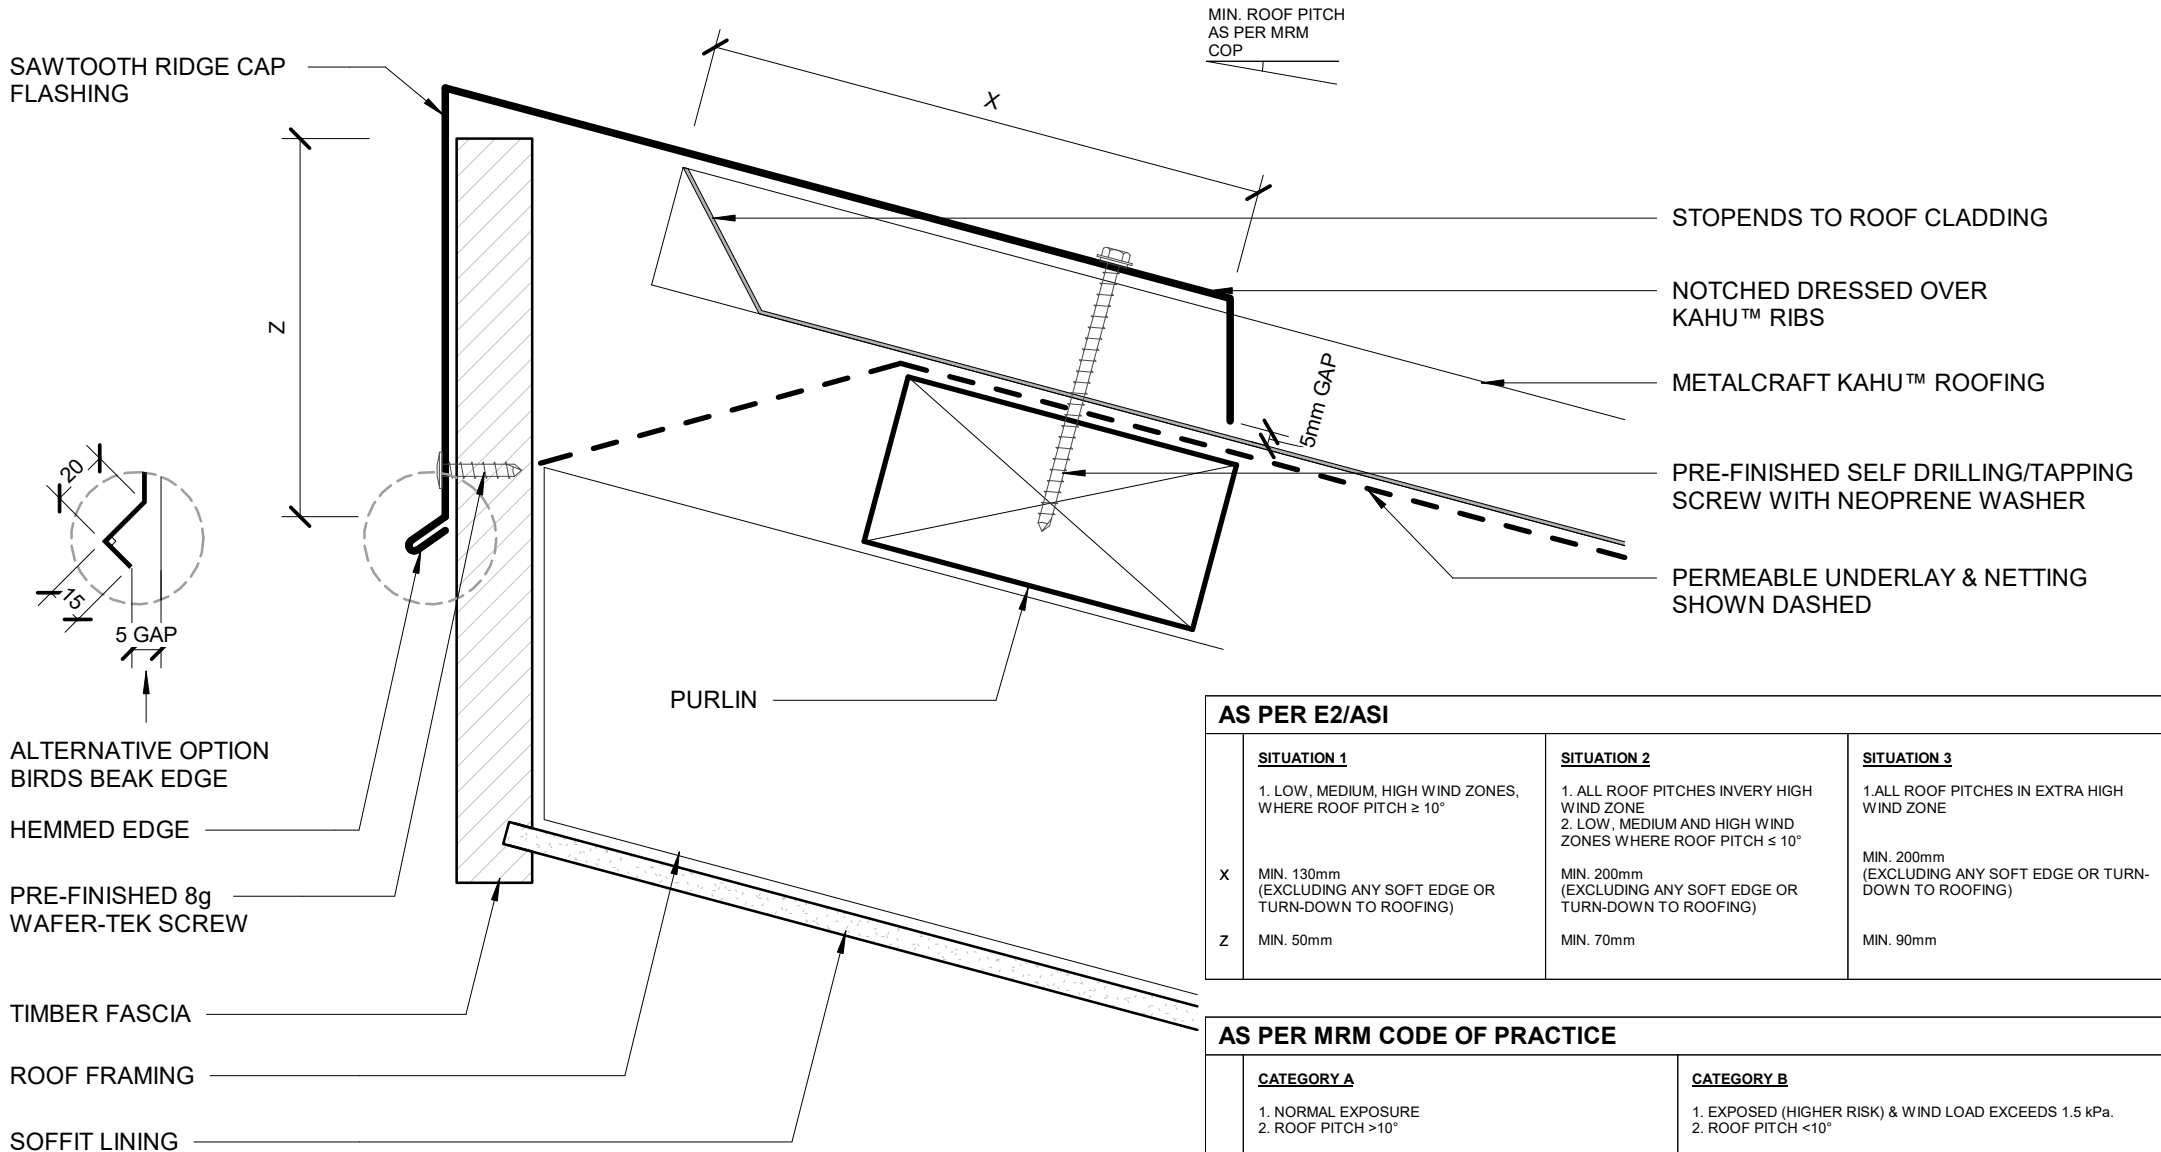 MIN. ROOF PITCH
AS PER MRM
COP
SAWTOOTH RIDGE CAP
FLASHING
X
Z
STOPENDS TO ROOF CLADDING
NOTCHED DRESSED OVER
KAHU™ RIBS
METALCRAFT KAHU™ ROOFING
5mm GAP
PRE-FINISHED SELF DRILLING/TAPPING
SCREW WITH NEOPRENE WASHER
PERMEABLE UNDERLAY & NETTING
SHOWN DASHED
20
15
5 GAP
PURLIN
ALTERNATIVE OPTION
BIRDS BEAK EDGE
HEMMED EDGE
PRE-FINISHED 8g
WAFER-TEK SCREW
TIMBER FASCIA
ROOF FRAMING
SOFFIT LINING
AS PER E2/ASI
SITUATION 1
1. LOW, MEDIUM, HIGH WIND ZONES,
WHERE ROOF PITCH ≥ 10°
SITUATION 2
1. ALL ROOF PITCHES INVERY HIGH
WIND ZONE
2. LOW, MEDIUM AND HIGH WIND
ZONES WHERE ROOF PITCH ≤ 10°
SITUATION 3
1.ALL ROOF PITCHES IN EXTRA HIGH
WIND ZONE
X
MIN. 130mm
(EXCLUDING ANY SOFT EDGE OR
TURN-DOWN TO ROOFING)
MIN. 200mm
(EXCLUDING ANY SOFT EDGE OR
TURN-DOWN TO ROOFING)
MIN. 200mm
(EXCLUDING ANY SOFT EDGE OR TURN-
DOWN TO ROOFING)
Z
MIN. 50mm
MIN. 70mm
MIN. 90mm
AS PER MRM CODE OF PRACTICE
CATEGORY A
1. NORMAL EXPOSURE
2. ROOF PITCH >10°
CATEGORY B
1. EXPOSED (HIGHER RISK) & WIND LOAD EXCEEDS 1.5 kPa.
2. ROOF PITCH <10°